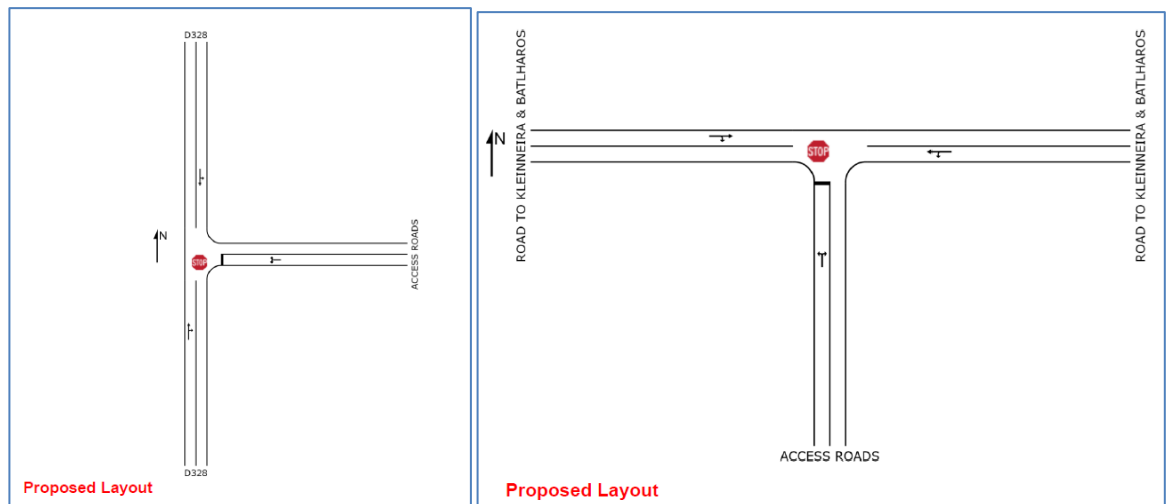 D328
N
STOP
ACCESS ROADS
D328
Proposed Layout
ROAD TO KLEINNEIRA & BATLHAROS
N
STOP
ROAD TO KLEINNEIRA & BATLHAROS
ACCESS ROADS
Proposed Layout